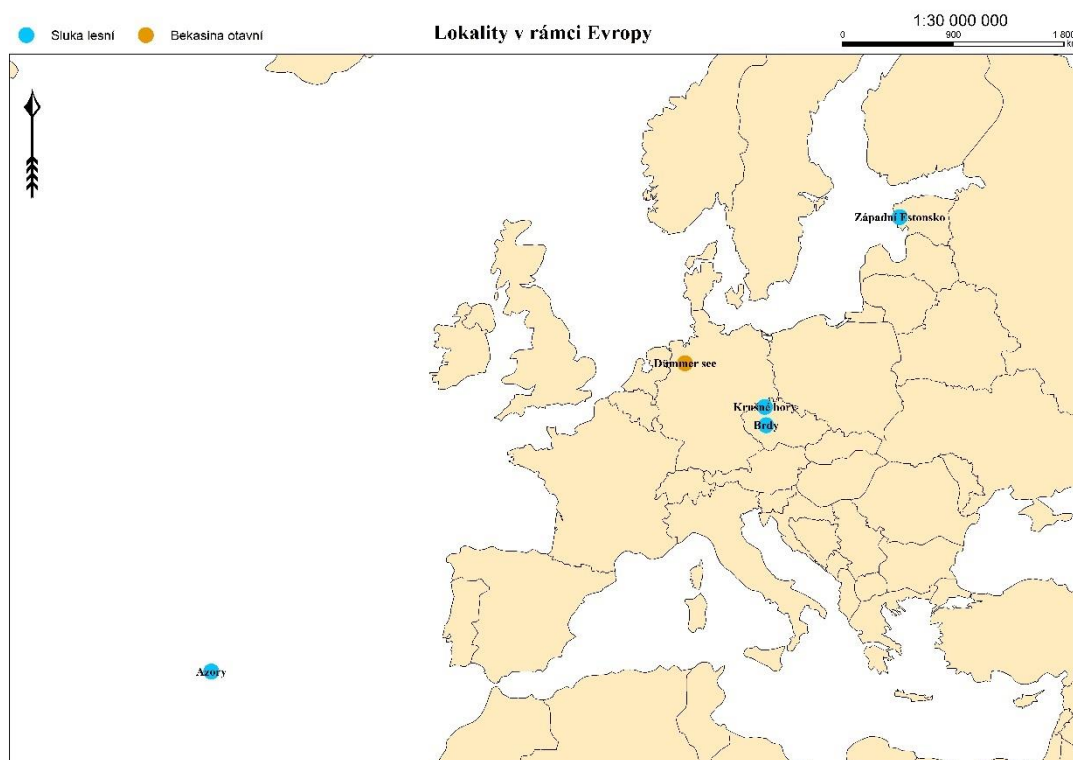 Sluka lesní
Bekasina otavní
Lokality v rámci Evropy
1:30 000 000
0 900 1 800
Západní Estonsko
Dümmer see
Krušné hory
Brdy
Azory